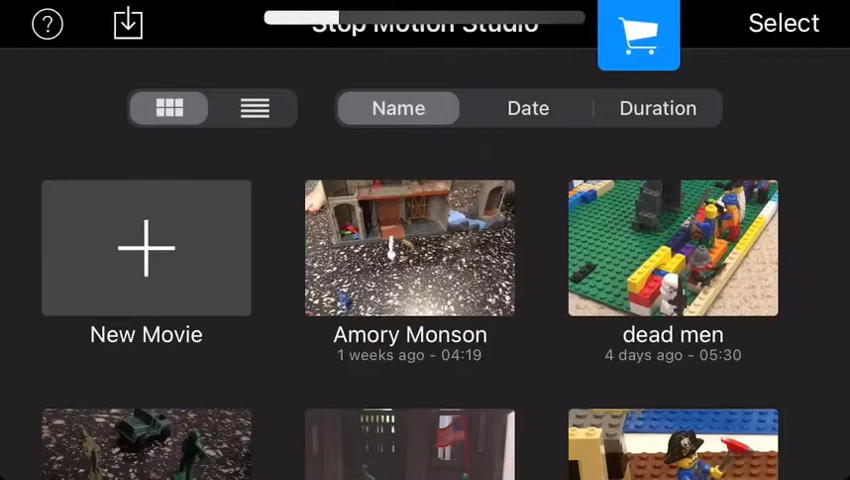 ?
Stop Motion Studio
Select
Name
Date
Duration
New Movie
Amory Monson
1 weeks ago - 04:19
dead men
4 days ago - 05:30